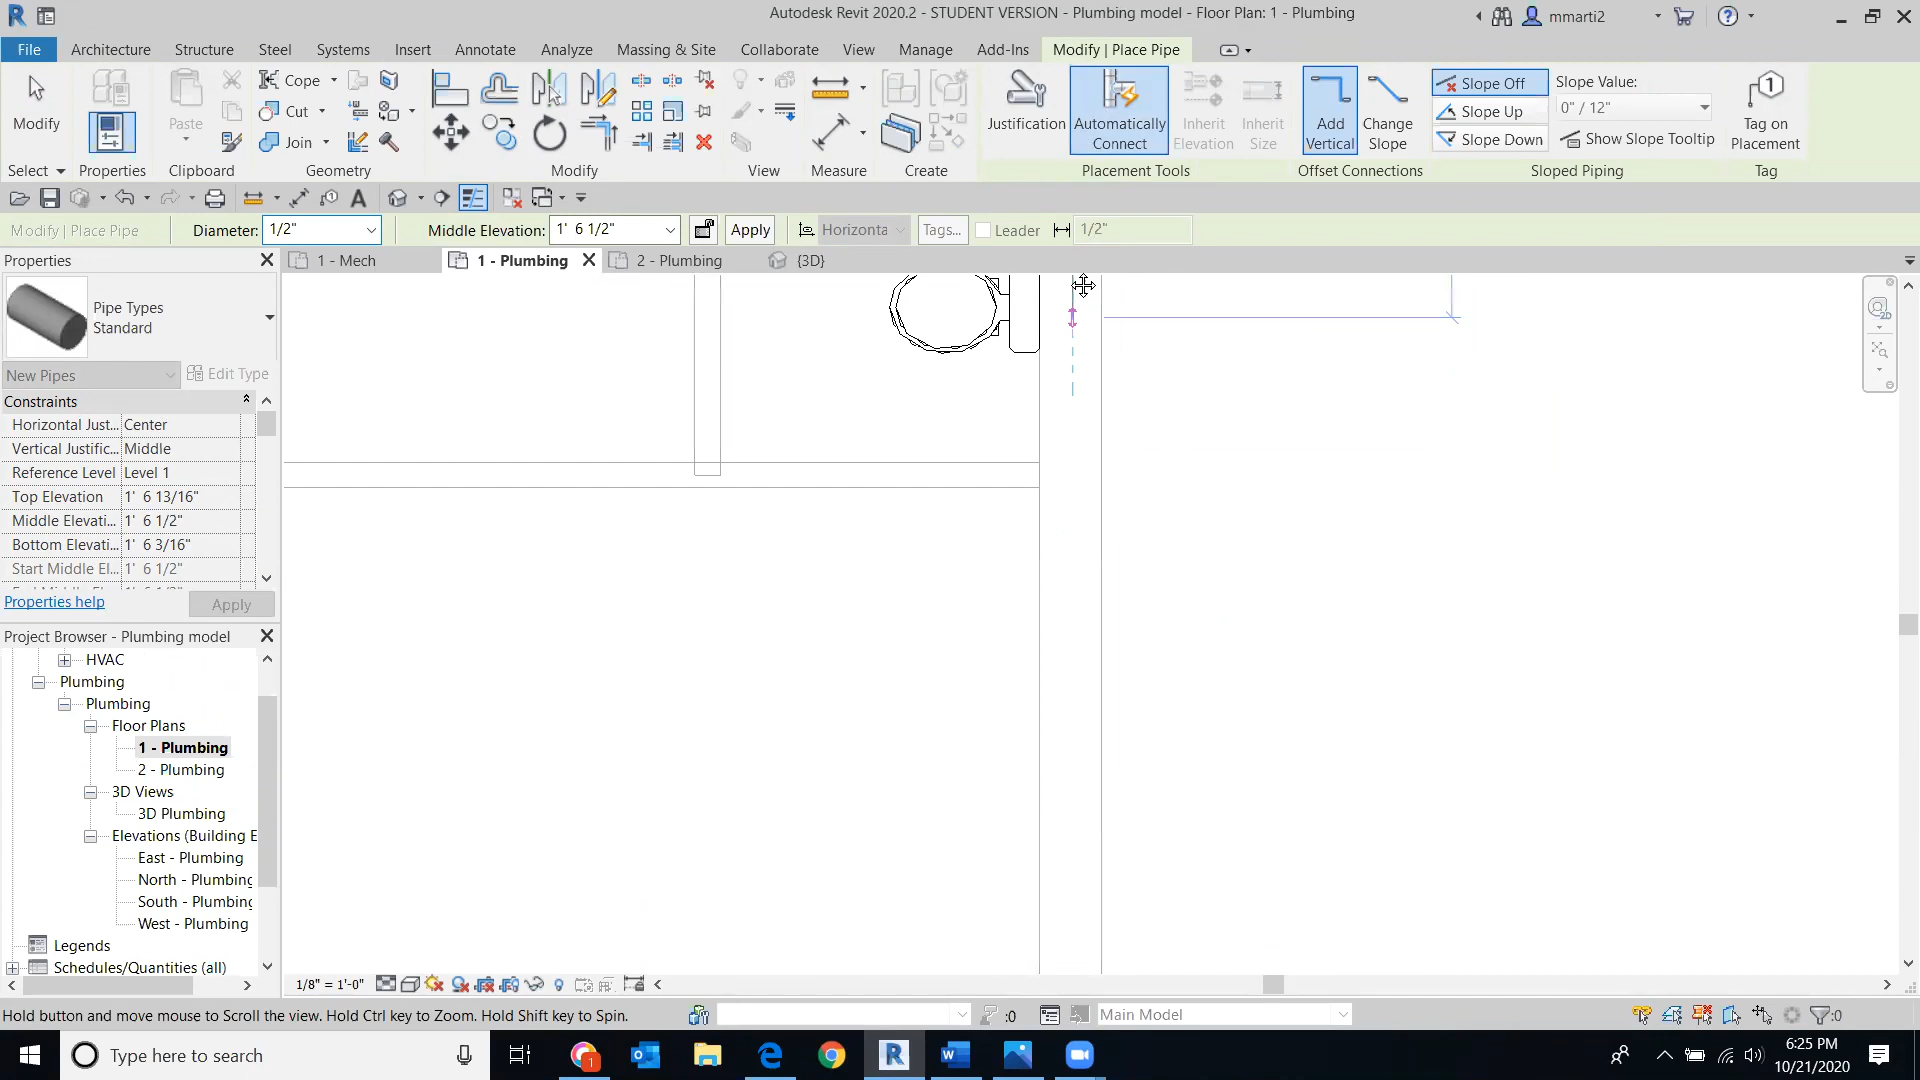 Autodesk Revit 2020.2 - STUDENT VERSION - Plumbing model - Floor Plan: 1 - Plumbing
mmarti2
File Architecture Structure Steel Systems Insert Annotate Analyze Massing & Site Collaborate View Manage Add-Ins Modify | Place Pipe
Modify
Paste
Cope
Cut
Join
Justification
Automatically Connect
Inherit Elevation
Inherit Size
Add Vertical
Change Slope
Slope Off
Slope Up
Slope Down
Slope Value:
0" / 12"
Show Slope Tooltip
Tag on Placement
Select Properties Clipboard Geometry Modify View Measure Create Placement Tools Offset Connections Sloped Piping Tag
Modify | Place Pipe Diameter: 1/2" Middle Elevation: 1' 6 1/2" Apply Horizonta Tags... Leader 1/2"
Properties
1 - Mech 1 - Plumbing 2 - Plumbing {3D}
Pipe Types
Standard
New Pipes Edit Type
Constraints
Horizontal Just... Center
Vertical Justific... Middle
Reference Level Level 1
Top Elevation 1' 6 13/16"
Middle Elevati... 1' 6 1/2"
Bottom Elevati... 1' 6 3/16"
Start Middle El... 1' 6 1/2"
Properties help Apply
Project Browser - Plumbing model
HVAC
Plumbing
Plumbing
Floor Plans
1 - Plumbing
2 - Plumbing
3D Views
3D Plumbing
Elevations (Building E
East - Plumbing
North - Plumbing
South - Plumbing
West - Plumbing
Legends
Schedules/Quantities (all)
1/8" = 1'-0"
2D
Hold button and move mouse to Scroll the view. Hold Ctrl key to Zoom. Hold Shift key to Spin.
:0
Main Model
:0
Type here to search
1
6:25 PM
10/21/2020